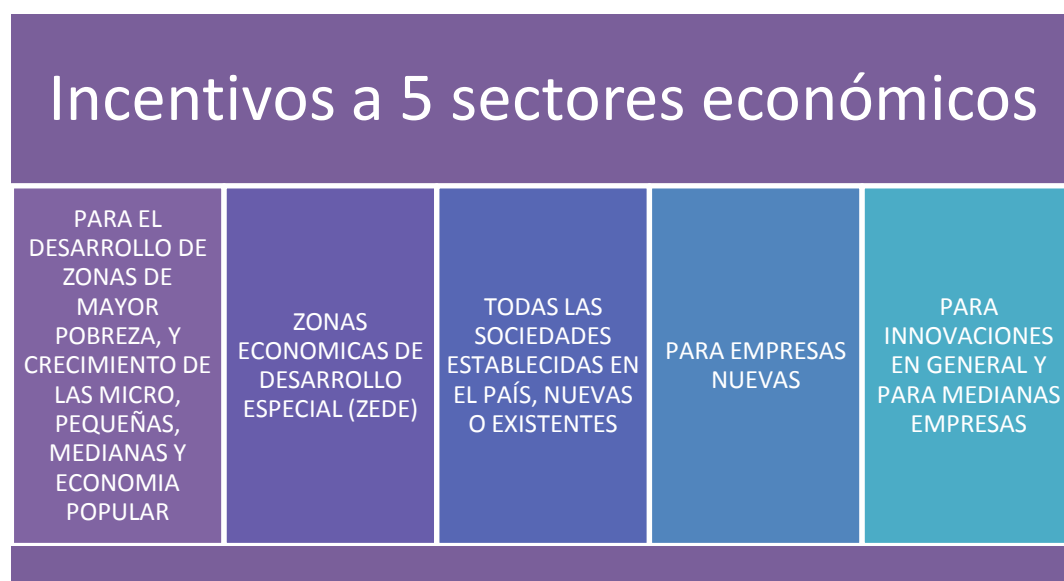 Incentivos a 5 sectores económicos
PARA EL
DESARROLLO DE
ZONAS DE
MAYOR
POBREZA, Y
CRECIMIENTO DE
LAS MICRO,
PEQUEÑAS,
MEDIANAS Y
ECONOMIA
POPULAR
ZONAS
ECONOMICAS DE
DESARROLLO
ESPECIAL (ZEDE)
TODAS LAS
SOCIEDADES
ESTABLECIDAS EN
EL PAÍS, NUEVAS
O EXISTENTES
PARA EMPRESAS
NUEVAS
PARA
INNOVACIONES
EN GENERAL Y
PARA MEDIANAS
EMPRESAS